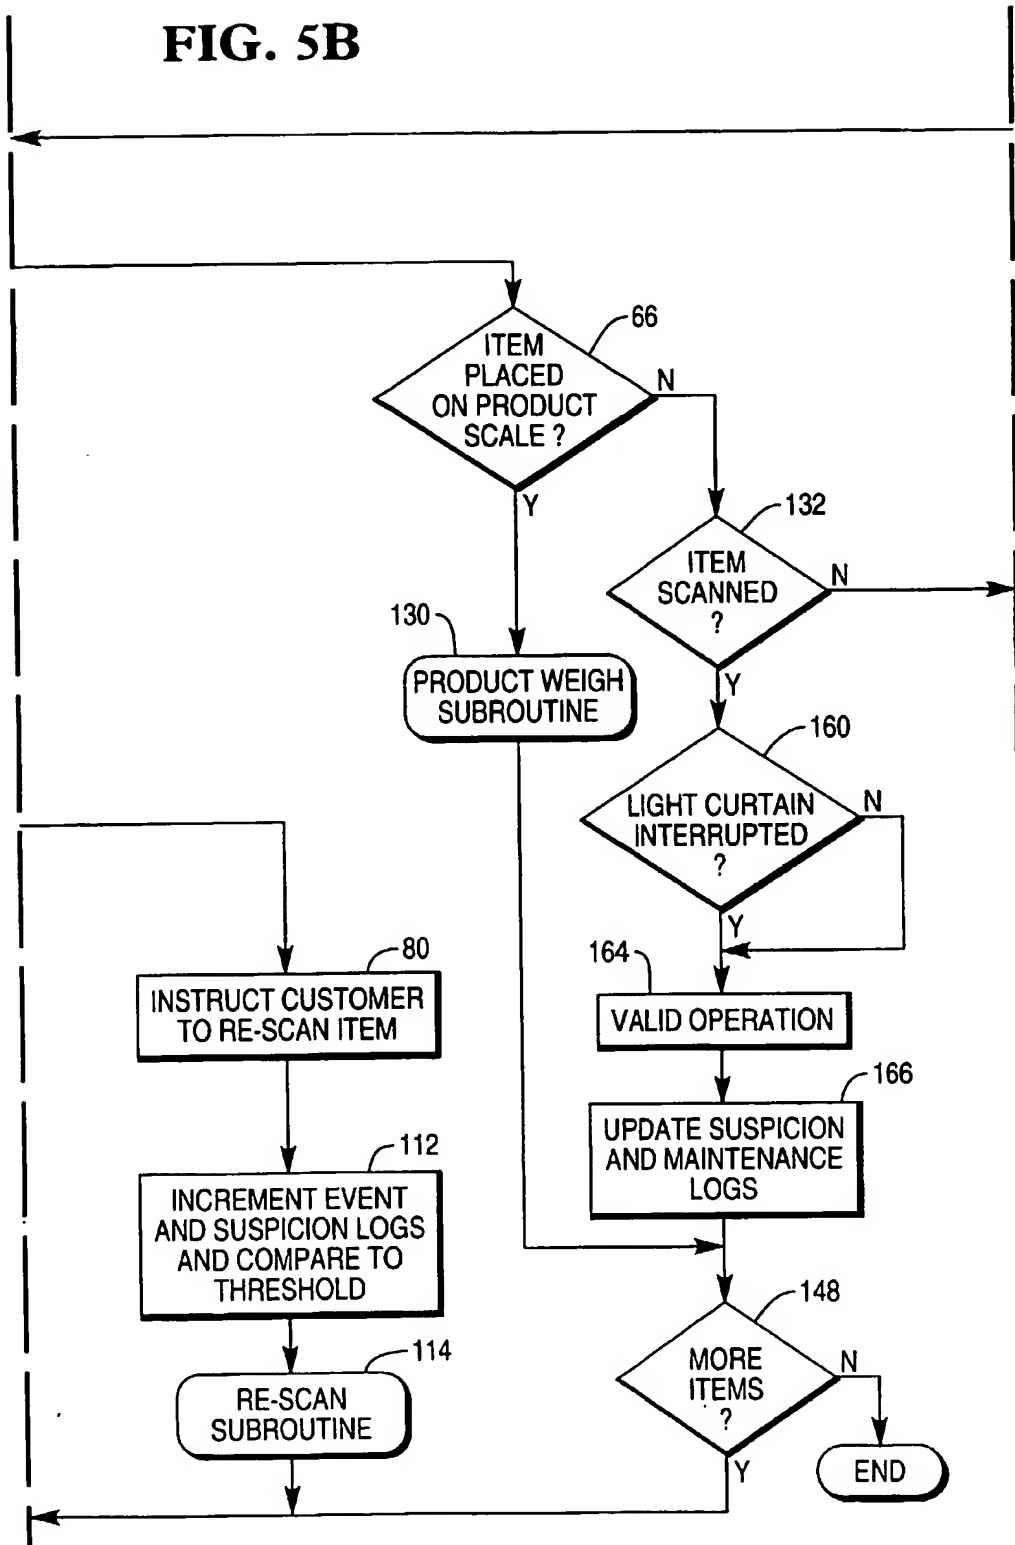 FIG. 5B
66
ITEM
PLACED
ON PRODUCT
SCALE ?
N
Y
132
ITEM
SCANNED
?
N
Y
130
PRODUCT WEIGH
SUBROUTINE
160
LIGHT CURTAIN
INTERRUPTED
?
N
Y
80
INSTRUCT CUSTOMER
TO RE-SCAN ITEM
164
VALID OPERATION
166
UPDATE SUSPICION
AND MAINTENANCE
LOGS
112
INCREMENT EVENT
AND SUSPICION LOGS
AND COMPARE TO
THRESHOLD
148
MORE
ITEMS
?
N
Y
114
RE-SCAN
SUBROUTINE
END